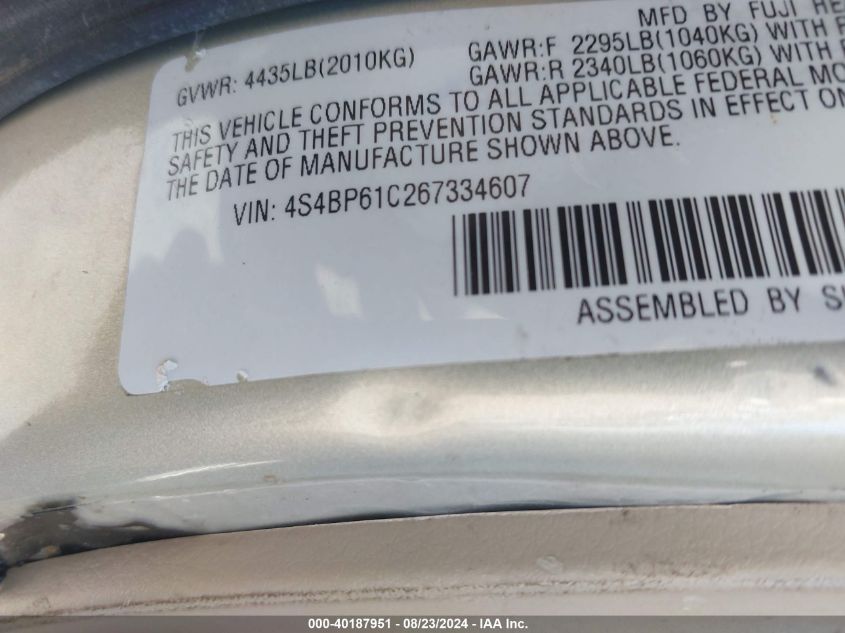 MFD BY FUJI HE
GVWR: 4435LB(2010KG)
GAWR:F 2295LB(1040KG) WITH
GAWR:R 2340LB(1060KG) WITH
THIS VEHICLE CONFORMS TO ALL APPLICABLE FEDERAL MO
SAFETY AND THEFT PREVENTION STANDARDS IN EFFECT ON
THE DATE OF MANUFACTURE SHOWN ABOVE.
VIN: 4S4BP61C267334607
ASSEMBLED BY
000-40187951 - 08/23/2024 - IAA Inc.